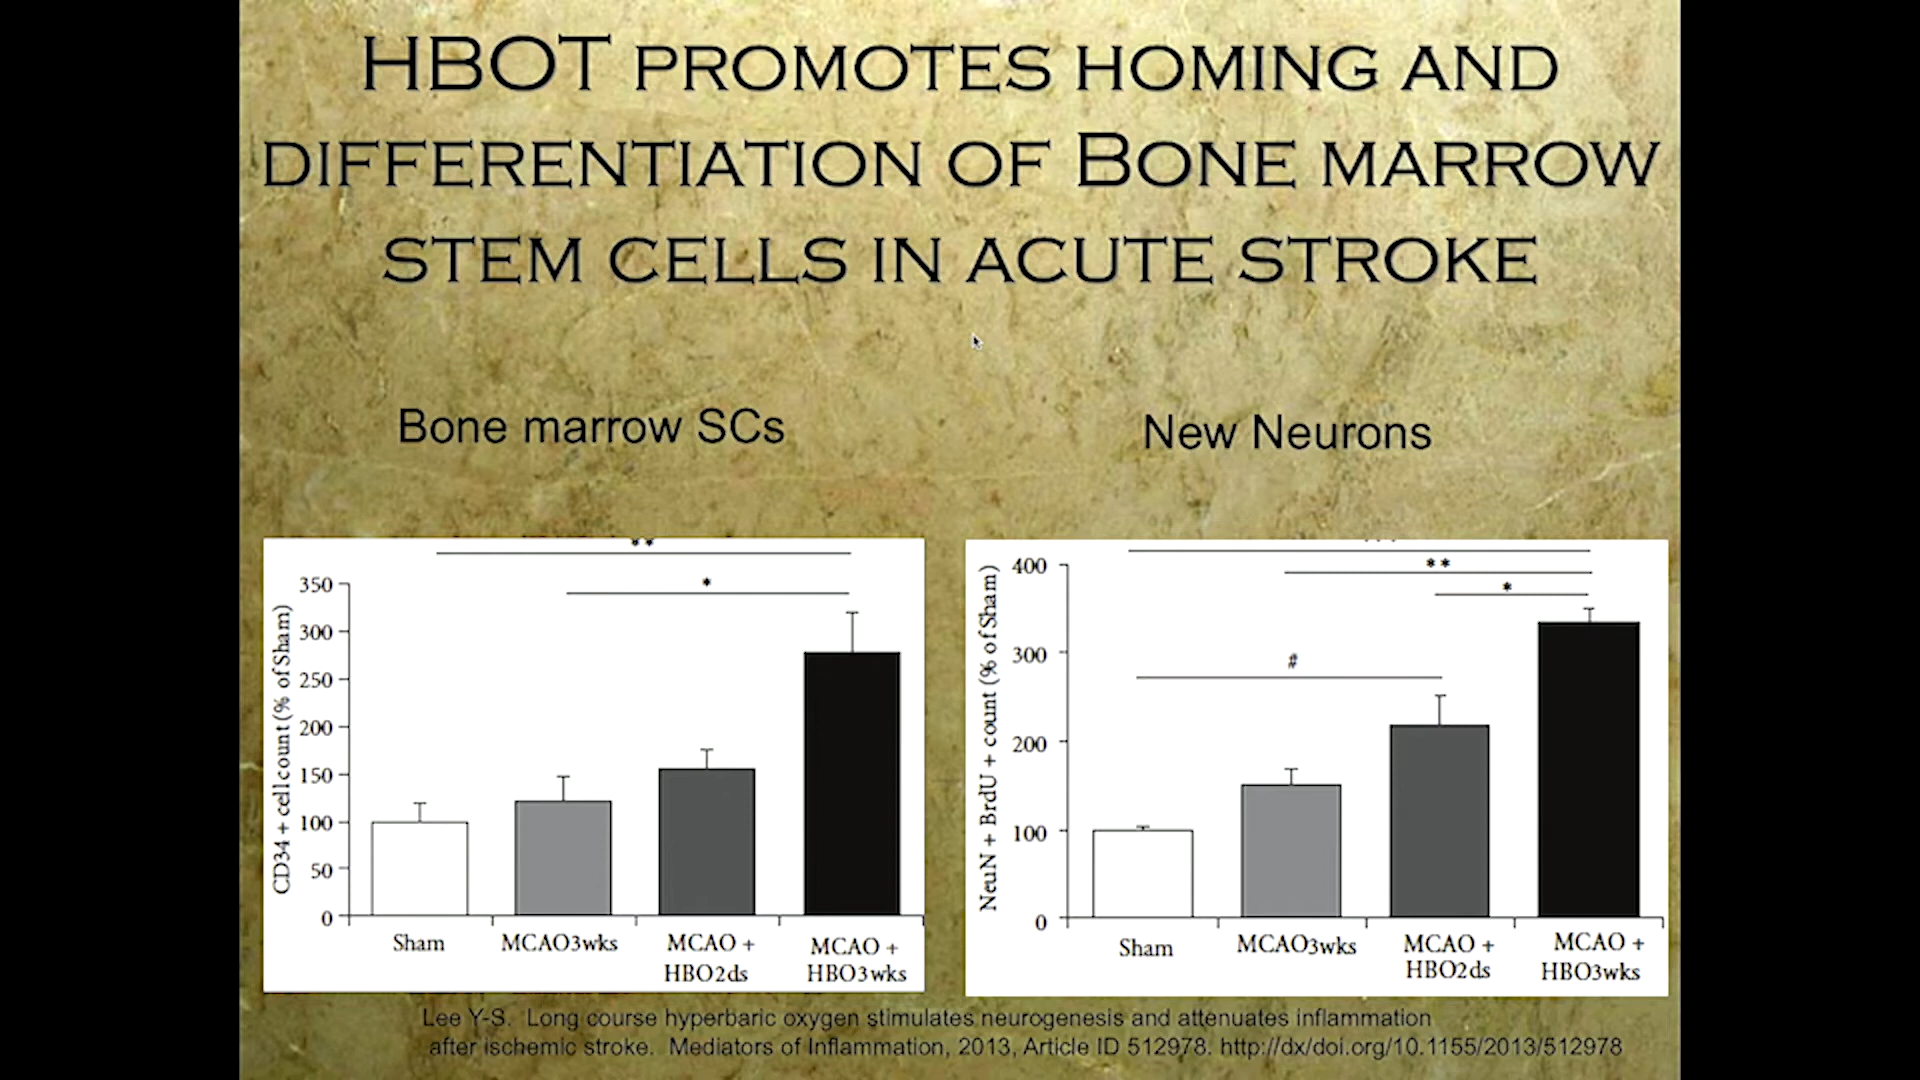 HBOT PROMOTES HOMING AND
DIFFERENTIATION OF BONE MARROW
STEM CELLS IN ACUTE STROKE
Bone marrow SCs
New Neurons
**
*
350
300
250
200
150
100
50
0
CD34 + cell count (% of Sham)
Sham
MCAO3wks
MCAO +
HBO2ds
MCAO +
HBO3wks
**
*
#
400
300
200
100
0
NeuN + BrdU + count (% of Sham)
Sham
MCAO3wks
MCAO +
HBO2ds
MCAO +
HBO3wks
Lee Y-S. Long course hyperbaric oxygen stimulates neurogenesis and attenuates inflammation
after ischemic stroke. Mediators of Inflammation, 2013, Article ID 512978. http://dx/doi.org/10.1155/2013/512978